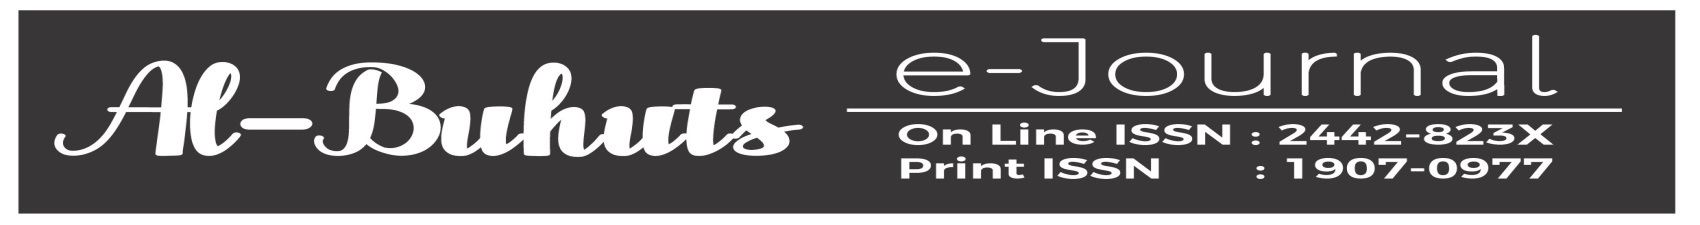 Al-Buhuts
e-Journal
On Line ISSN : 2442-823X
Print ISSN : 1907-0977